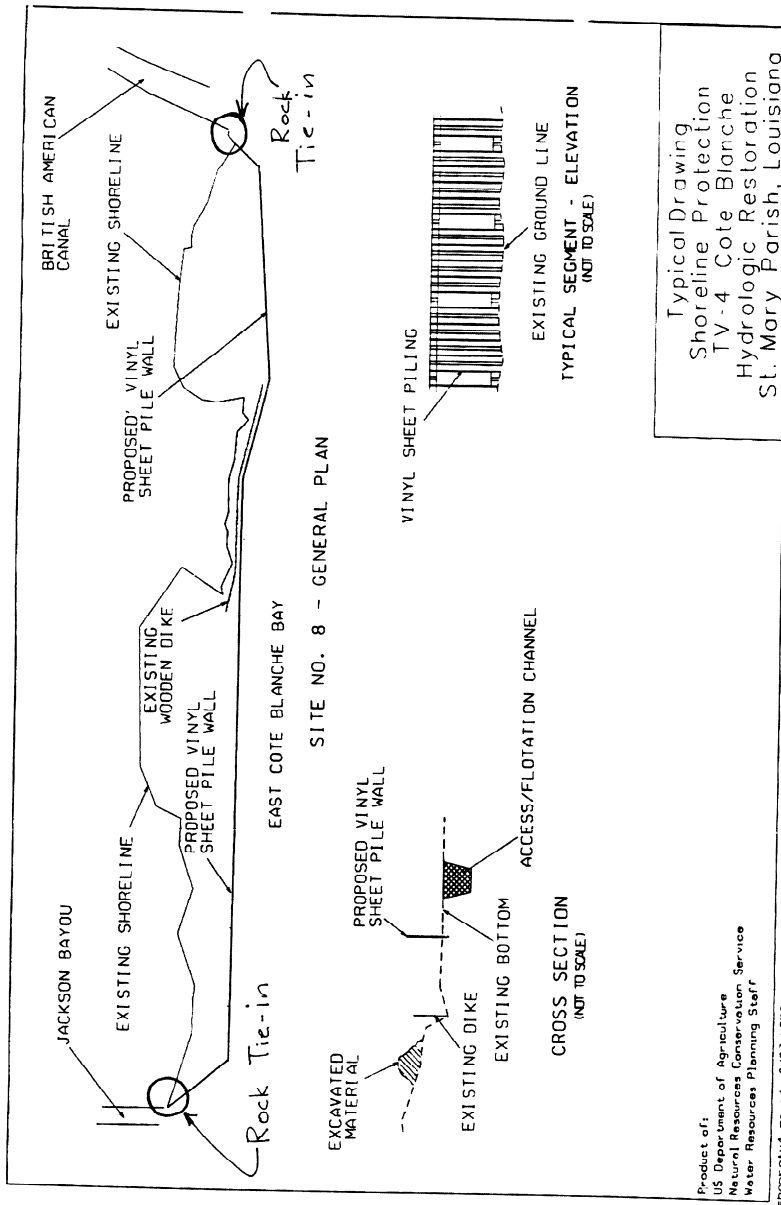 BRITISH AMERICAN
CANAL
JACKSON BAYOU
EXISTING SHORELINE
EXISTING SHORELINE
PROPOSED' VINYL
SHEET PILE WALL
Rock
Tie-in
EXISTING
WOODEN DIKE
PROPOSED VINYL
SHEET PILE WALL
Rock Tie-in
EAST COTE BLANCHE BAY
SITE NO. 8 - GENERAL PLAN
EXCAVATED
MATERIAL
PROPOSED VINYL
SHEET PILE WALL
EXISTING DIKE
EXISTING BOTTOM
ACCESS/FLOTATION CHANNEL
CROSS SECTION
(NOT TO SCALE)
VINYL SHEET PILING
EXISTING GROUND LINE
TYPICAL SEGMENT - ELEVATION
(NOT TO SCALE)
Product of:
US Department of Agriculture
Natural Resources Conservation Service
Water Resources Planning Staff
Typical Drawing
Shoreline Protection
TV-4 Cote Blanche
Hydrologic Restoration
St. Mary Parish, Louisiana